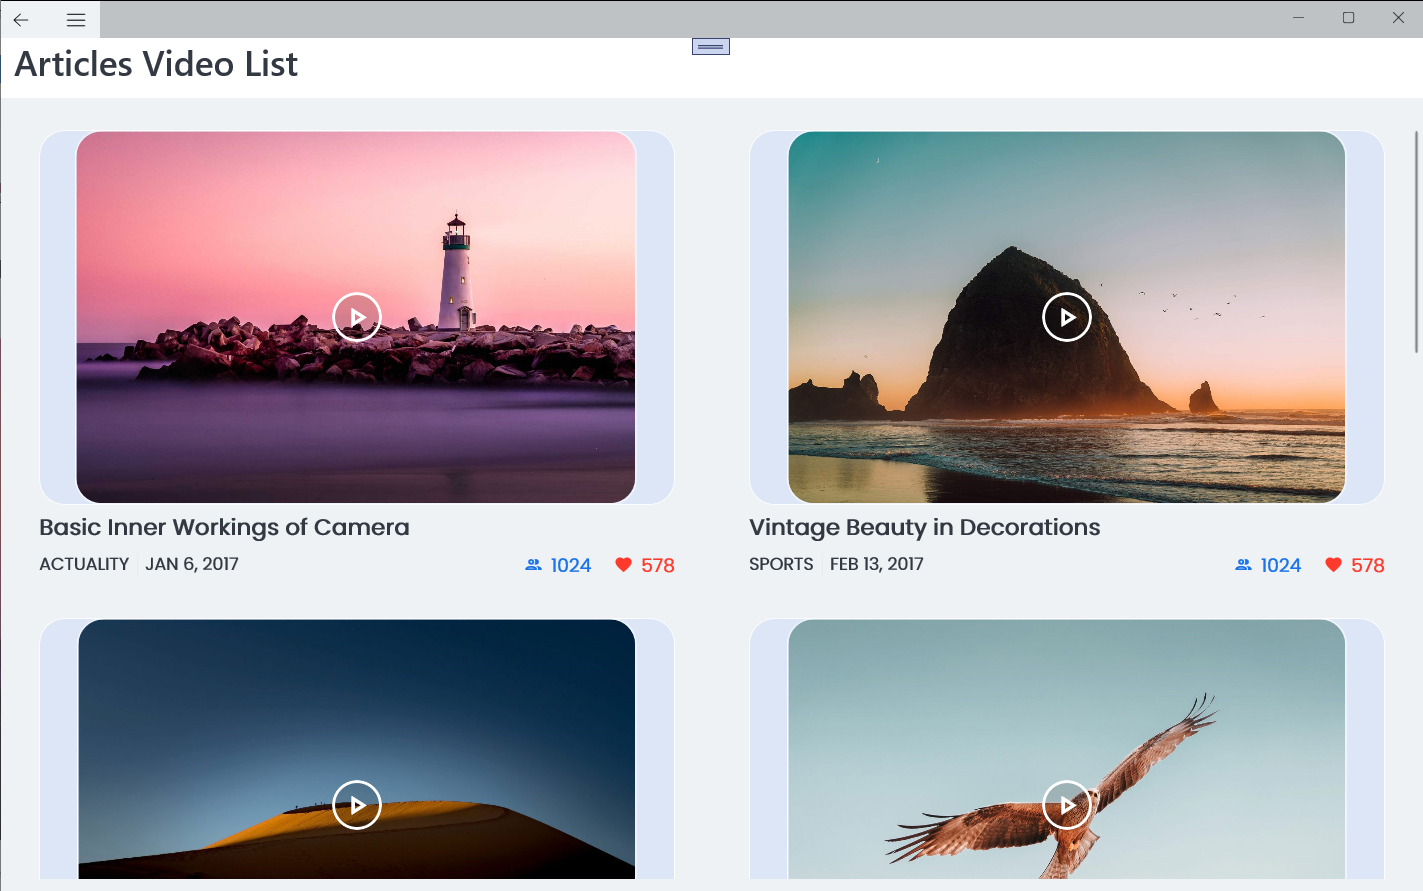 Articles Video List
Basic Inner Workings of Camera
ACTUALITY JAN 6, 2017 1024 578
Vintage Beauty in Decorations
SPORTS FEB 13, 2017 1024 578